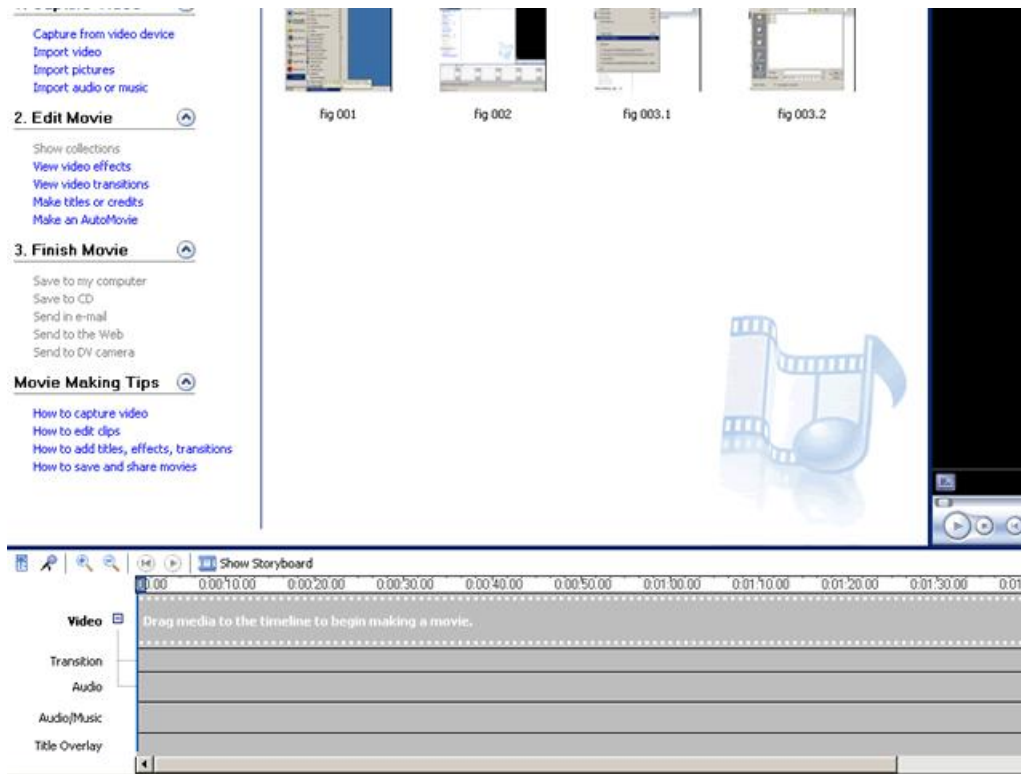 1. Capture Video
Capture from video device
Import video
Import pictures
Import audio or music
fig 001
fig 002
fig 003.1
fig 003.2
2. Edit Movie
Show collections
View video effects
View video transitions
Make titles or credits
Make an AutoMovie
3. Finish Movie
Save to my computer
Save to CD
Send in e-mail
Send to the Web
Send to DV camera
Movie Making Tips
How to capture video
How to edit clips
How to add titles, effects, transitions
How to save and share movies
Show Storyboard
0:00:10.00 0:00:20.00 0:00:30.00 0:00:40.00 0:00:50.00 0:01:00.00 0:01:10.00 0:01:20.00 0:01:30.00
Video Drag media to the timeline to begin making a movie.
Transition
Audio
Audio/Music
Title Overlay